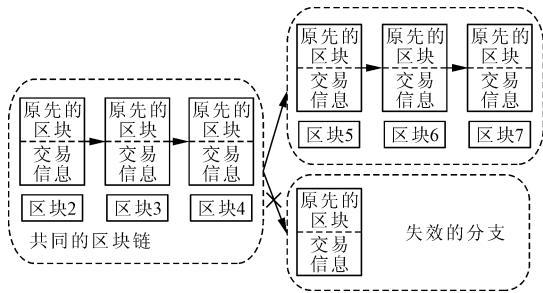 原先的
区块
交易
信息
区块5
原先的
区块
交易
信息
区块6
原先的
区块
交易
信息
区块7
原先的
区块
交易
信息
区块2
原先的
区块
交易
信息
区块3
原先的
区块
交易
信息
区块4
共同的区块链
原先的
区块
交易
信息
失效的分支